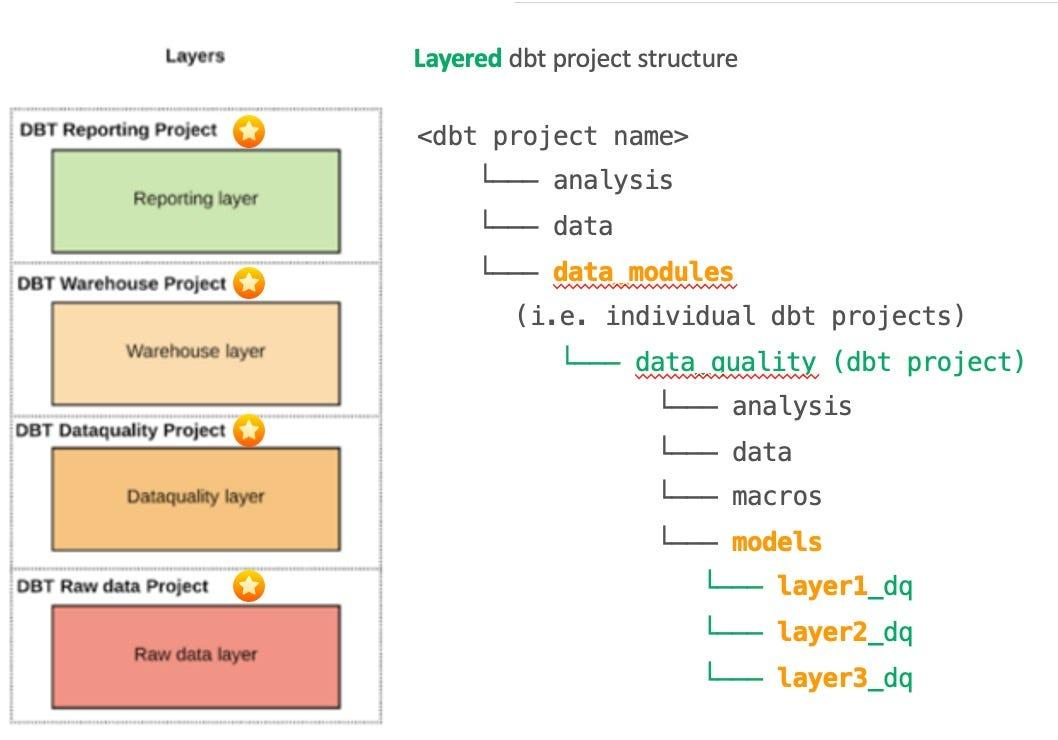 Layers
DBT Reporting Project
Reporting layer
DBT Warehouse Project
Warehouse layer
DBT Dataquality Project
Dataquality layer
DBT Raw data Project
Raw data layer
Layered dbt project structure
<dbt project name>
└── analysis
└── data
└── data_modules
(i.e. individual dbt projects)
└── data_quality (dbt project)
└── analysis
└── data
└── macros
└── models
└── layer1_dq
└── layer2_dq
└── layer3_dq